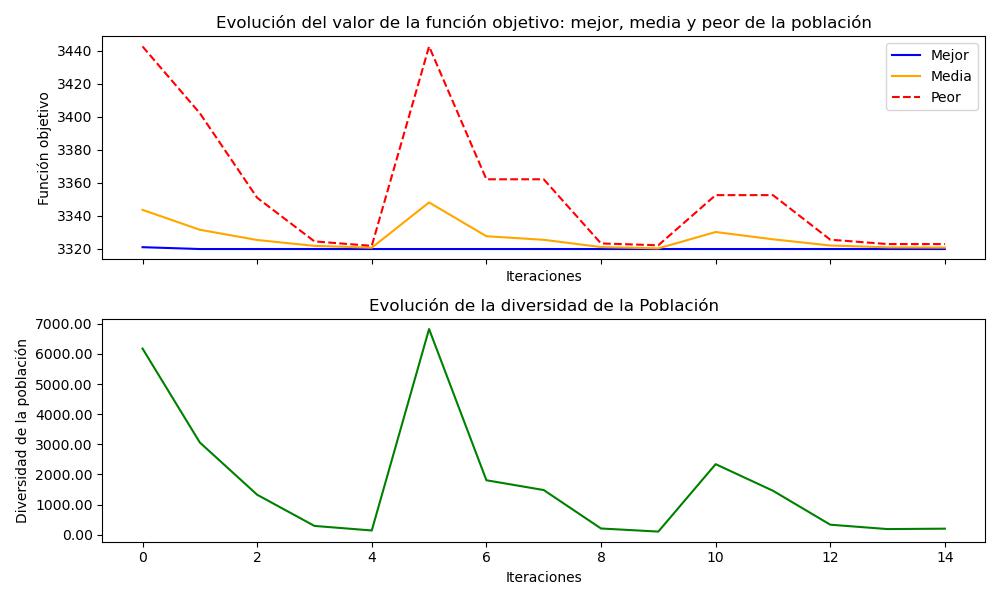 Evolución del valor de la función objetivo: mejor, media y peor de la población
3440
3420
3400
3380
3360
3340
3320
Función objetivo
Mejor
Media
Peor
Iteraciones
Evolución de la diversidad de la Población
7000.00
6000.00
5000.00
4000.00
3000.00
2000.00
1000.00
0.00
Diversidad de la población
0 2 4 6 8 10 12 14
Iteraciones